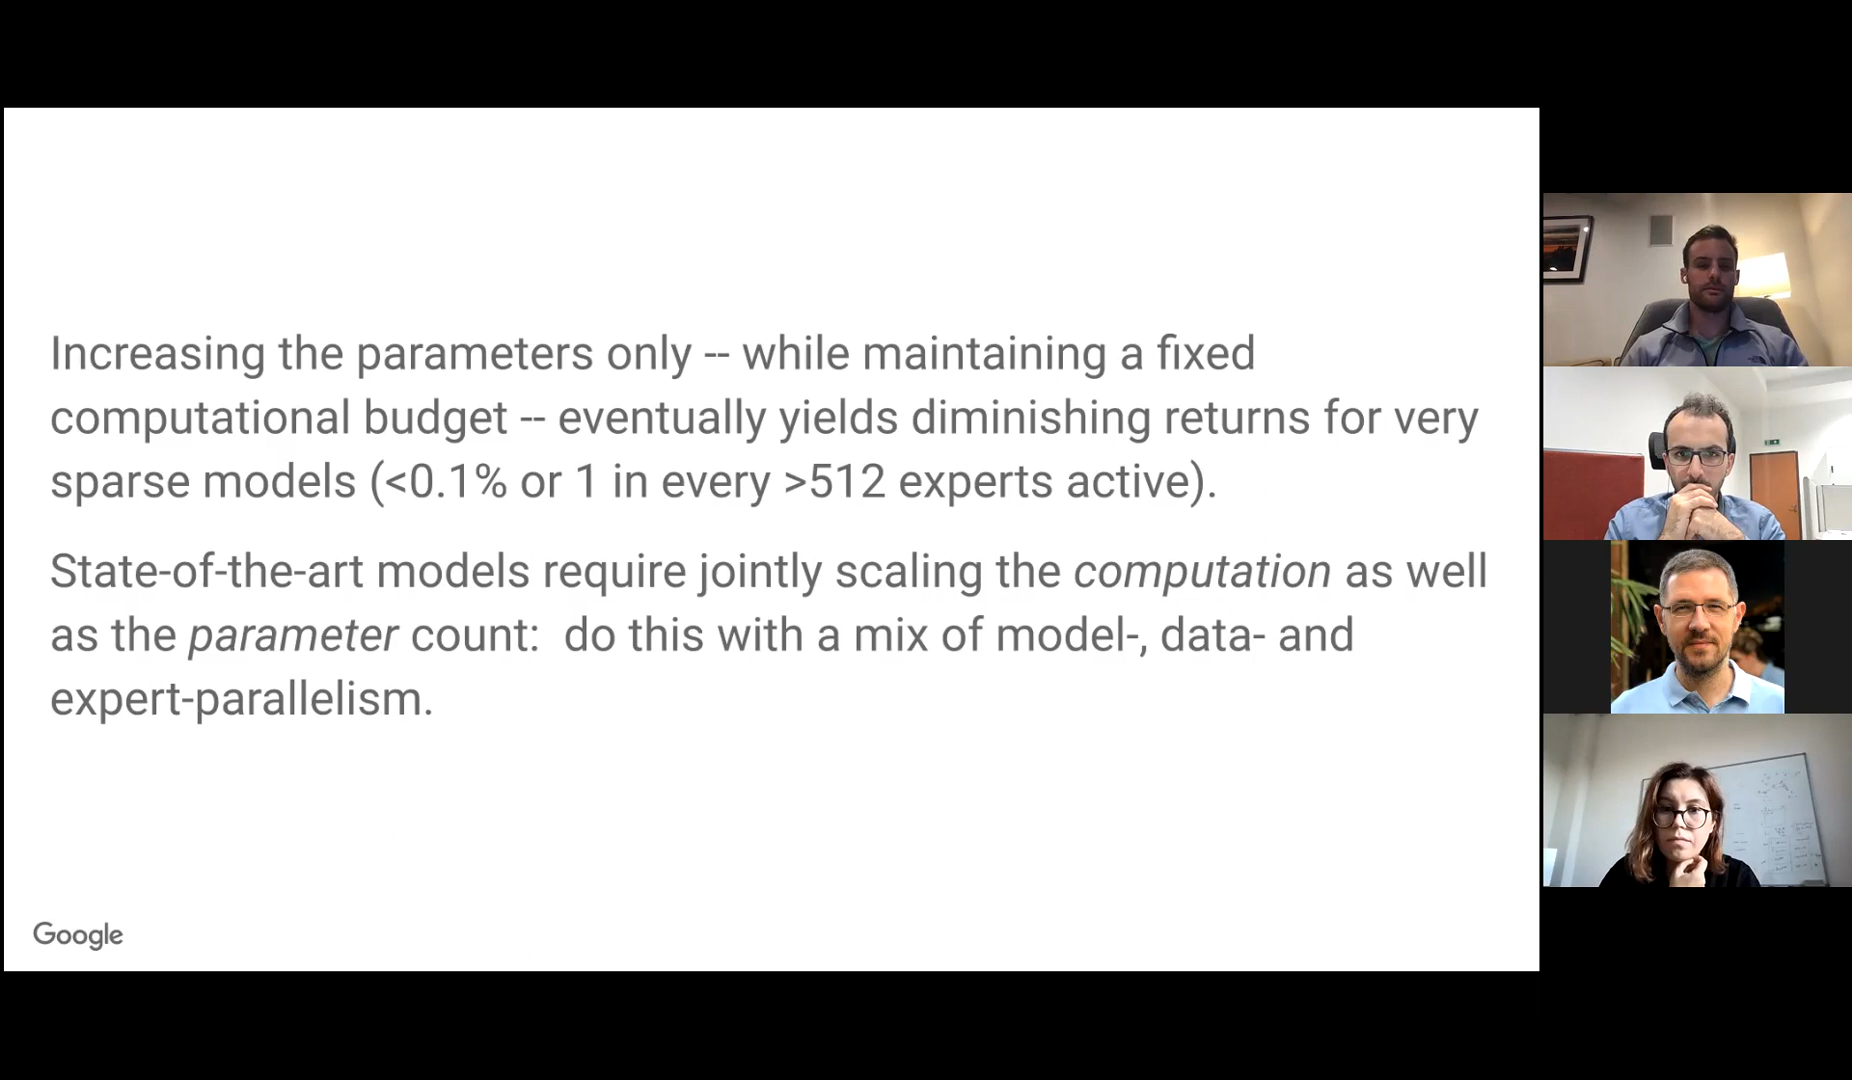 Increasing the parameters only -- while maintaining a fixed
computational budget -- eventually yields diminishing returns for very
sparse models (<0.1% or 1 in every >512 experts active).
State-of-the-art models require jointly scaling the computation as well
as the parameter count:  do this with a mix of model-, data- and
expert-parallelism.
Google